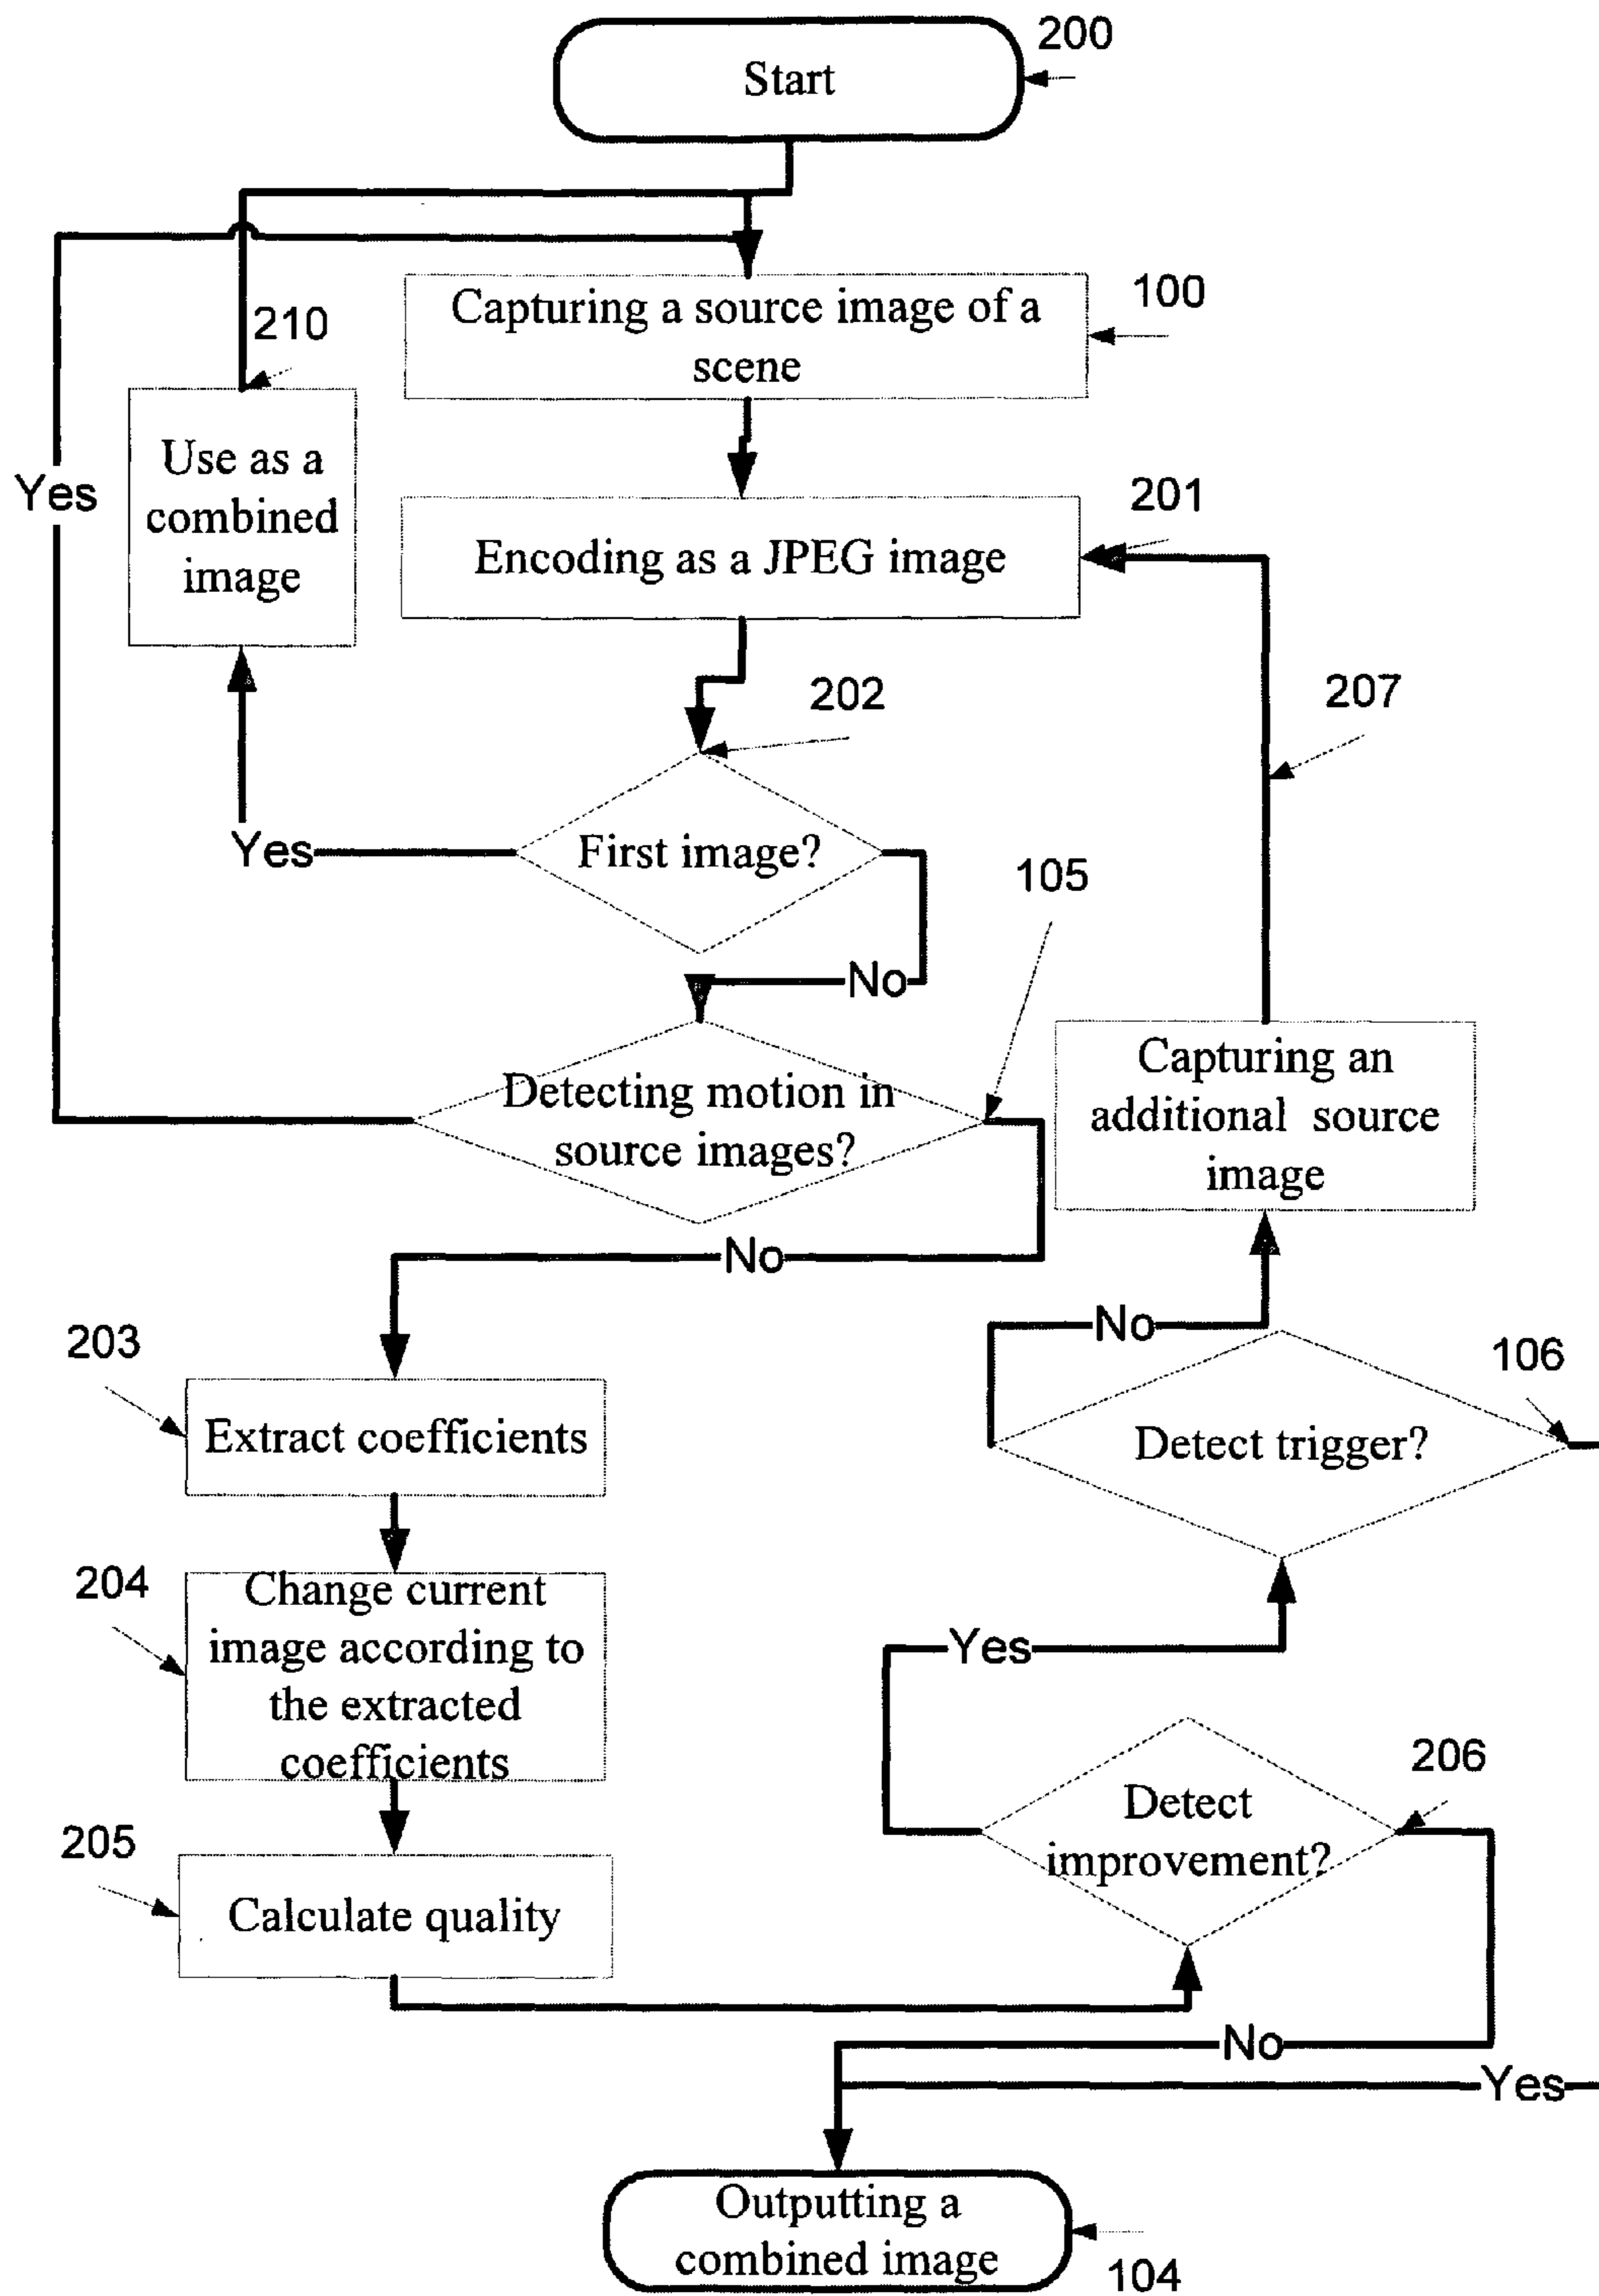 200
Start
100
Capturing a source image of a
scene
210
Use as a
combined
image
Yes
201
Encoding as a JPEG image
202
207
First image?
Yes
105
No
Detecting motion in
source images?
Capturing an
additional source
image
No
No
203
106
Extract coefficients
Detect trigger?
204
Change current
image according to
the extracted
coefficients
Yes
206
Detect
improvement?
205
Calculate quality
No
Yes
Outputting a
combined image
104